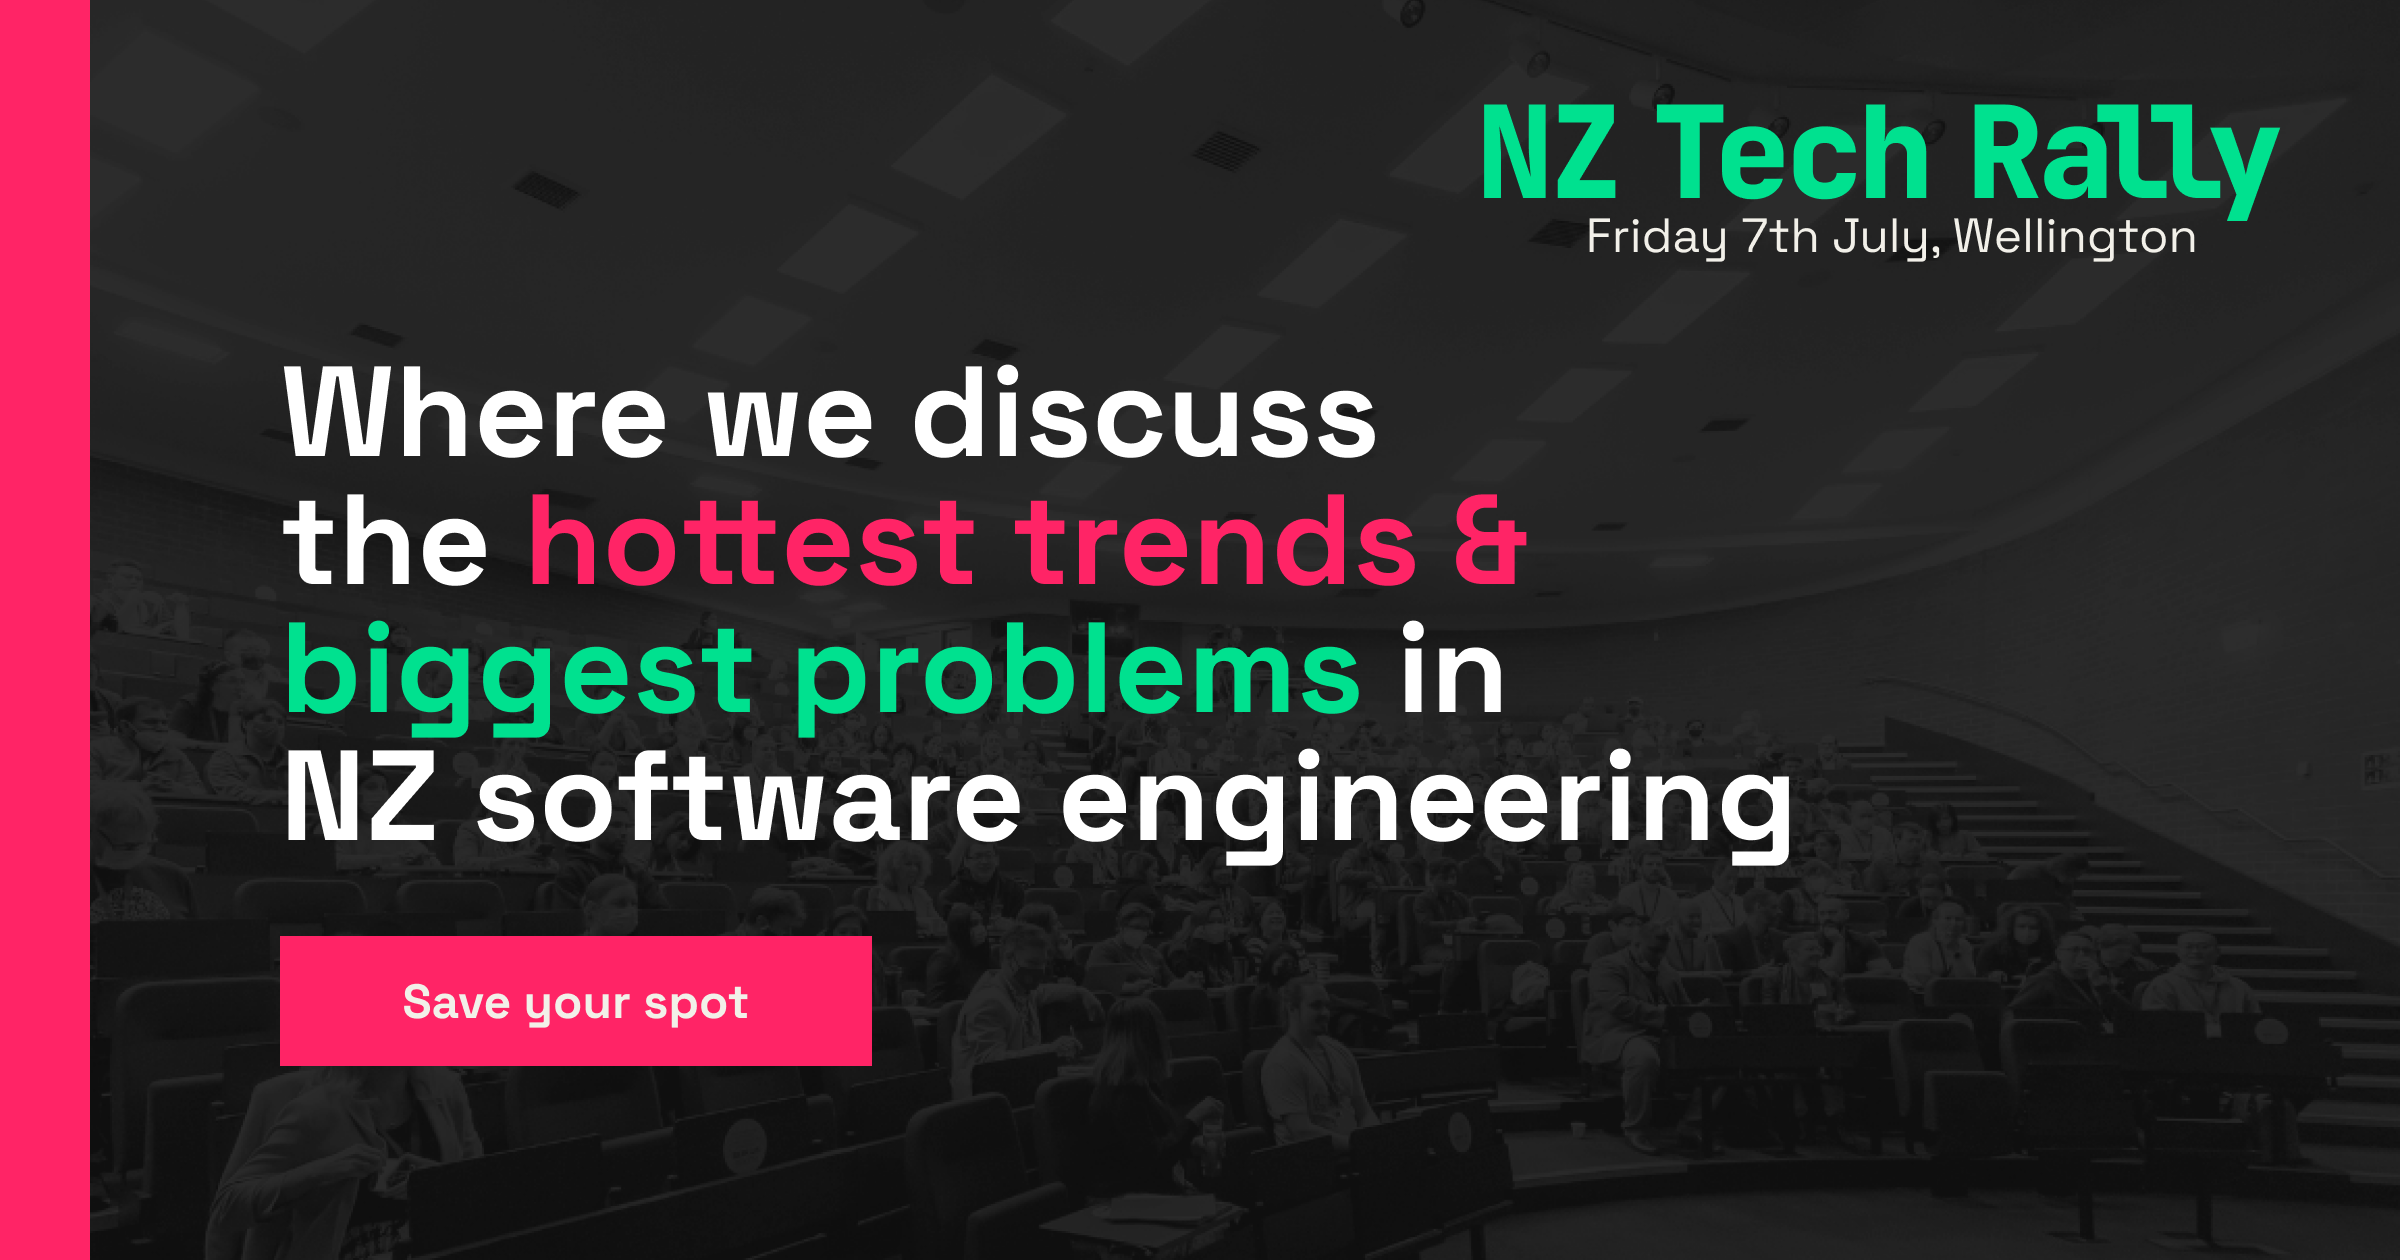 NZ Tech Rally
Friday 7th July, Wellington
Where we discuss
the hottest trends &
biggest problems in
NZ software engineering
Save your spot